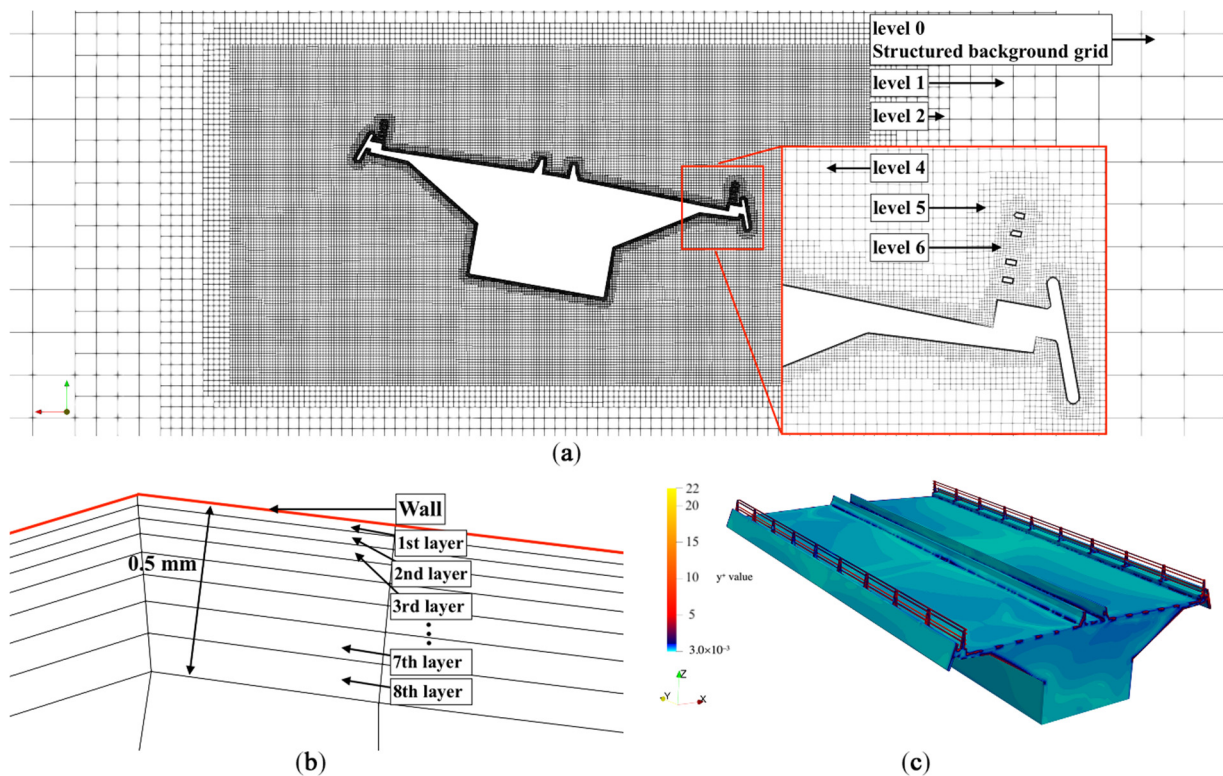 level 0
Structured background grid
level 1
level 2
level 4
level 5
level 6
(a)
Wall
1st layer
2nd layer
3rd layer
7th layer
8th layer
0.5 mm
(b)
22
20
15
10
5
3.0×10⁻³
y⁺ value
Z
Y
X
(c)